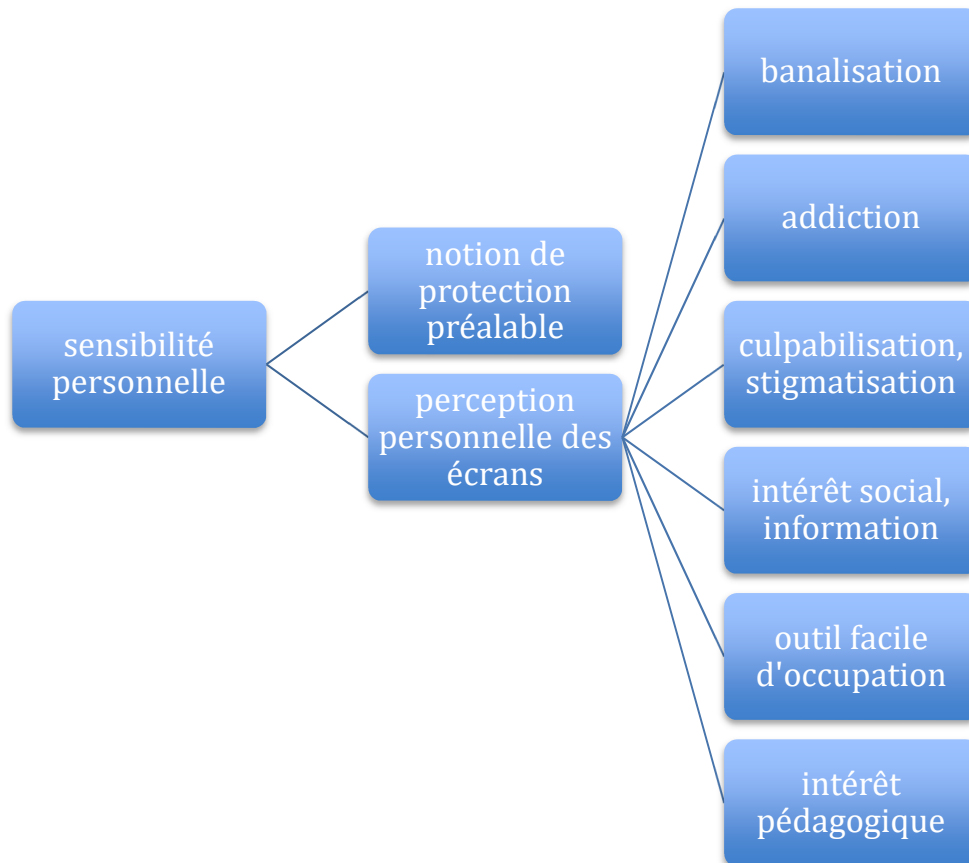 sensibilité
personnelle
notion de
protection
préalable
perception
personnelle des
écrans
banalisation
addiction
culpabilisation,
stigmatisation
intérêt social,
information
outil facile
d'occupation
intérêt
pédagogique